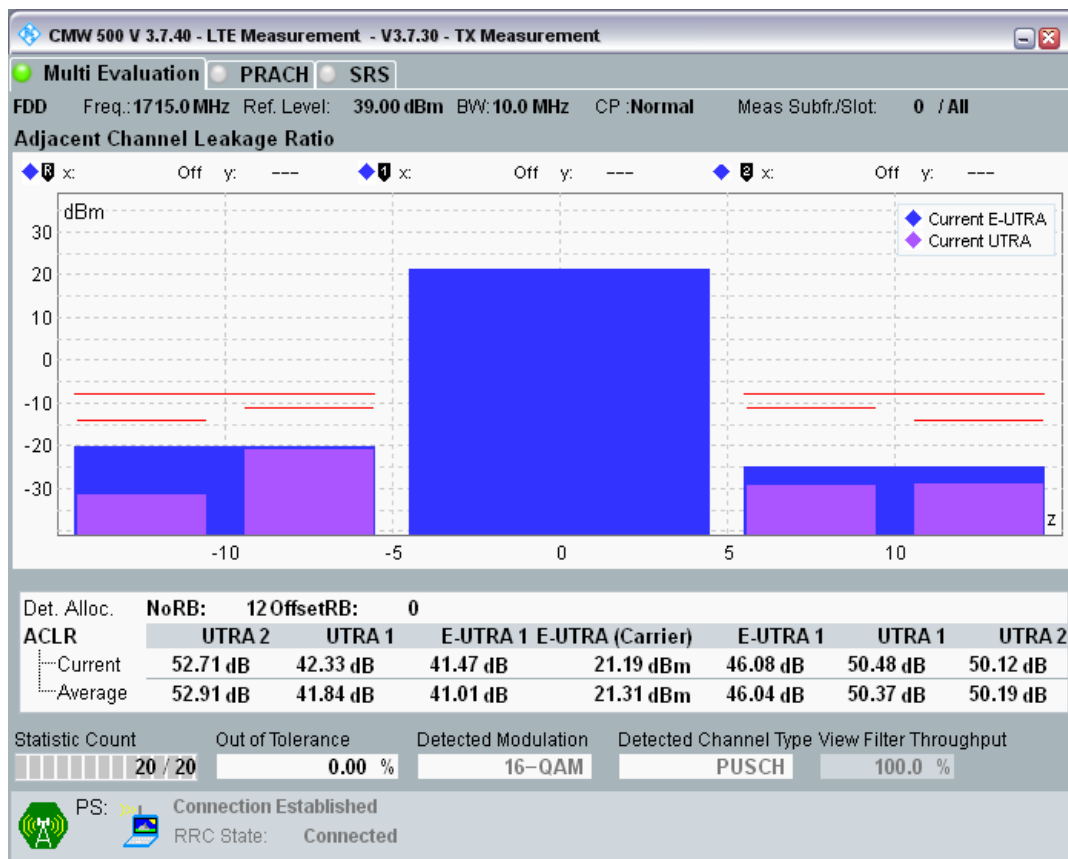 CMW 500 V 3.7.40 - LTE Measurement - V3.7.30 - TX Measurement
Multi Evaluation PRACH SRS
FDD Freq.:1715.0 MHz Ref. Level: 39.00 dBm BW:10.0 MHz CP :Normal Meas Subfr./Slot: 0 / All
Adjacent Channel Leakage Ratio
R x: Off y: --- 1 x: Off y: --- 2 x: Off y: ---
dBm
Current E-UTRA
Current UTRA
30
20
10
0
-10
-20
-30
z
-10 -5 0 5 10
Det. Alloc. NoRB: 12 OffsetRB: 0
ACLR UTRA 2 UTRA 1 E-UTRA 1 E-UTRA (Carrier) E-UTRA 1 UTRA 1 UTRA 2
Current 52.71 dB 42.33 dB 41.47 dB 21.19 dBm 46.08 dB 50.48 dB 50.12 dB
Average 52.91 dB 41.84 dB 41.01 dB 21.31 dBm 46.04 dB 50.37 dB 50.19 dB
Statistic Count Out of Tolerance Detected Modulation Detected Channel Type View Filter Throughput
20 / 20 0.00 % 16-QAM PUSCH 100.0 %
PS: Connection Established
RRC State: Connected